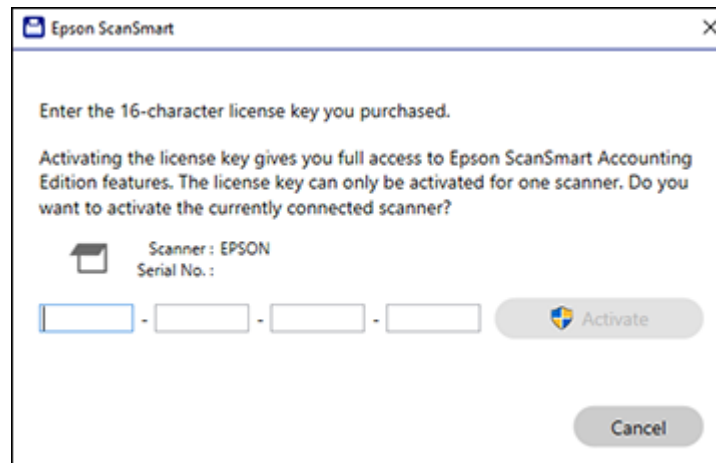 Epson ScanSmart
Enter the 16-character license key you purchased.
Activating the license key gives you full access to Epson ScanSmart Accounting
Edition features. The license key can only be activated for one scanner. Do you
want to activate the currently connected scanner?
Scanner : EPSON
Serial No. :
- - - Activate
Cancel